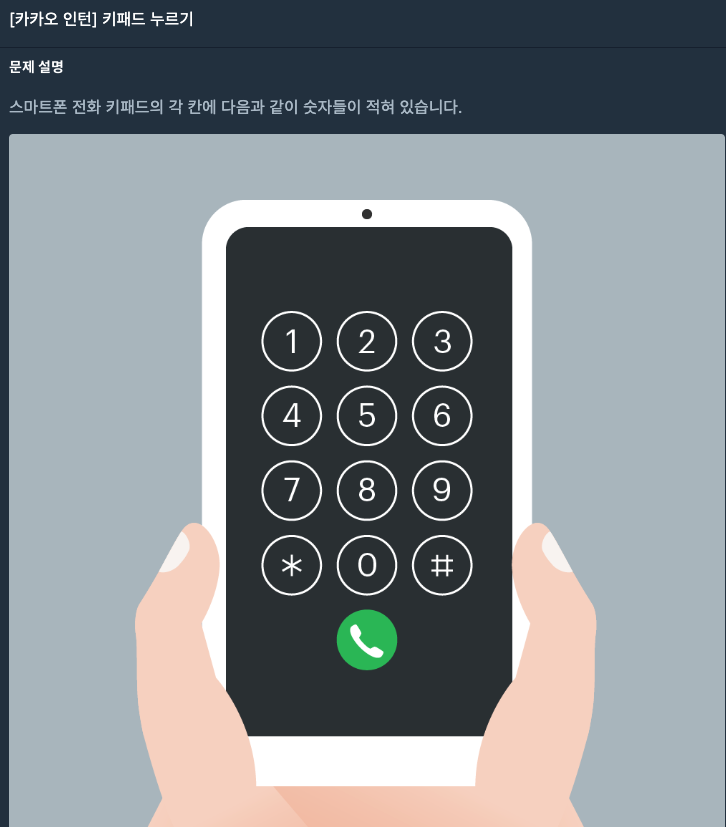 [카카오 인턴] 키패드 누르기
문제 설명
스마트폰 전화 키패드의 각 칸에 다음과 같이 숫자들이 적혀 있습니다.
1 2 3
4 5 6
7 8 9
* 0 #